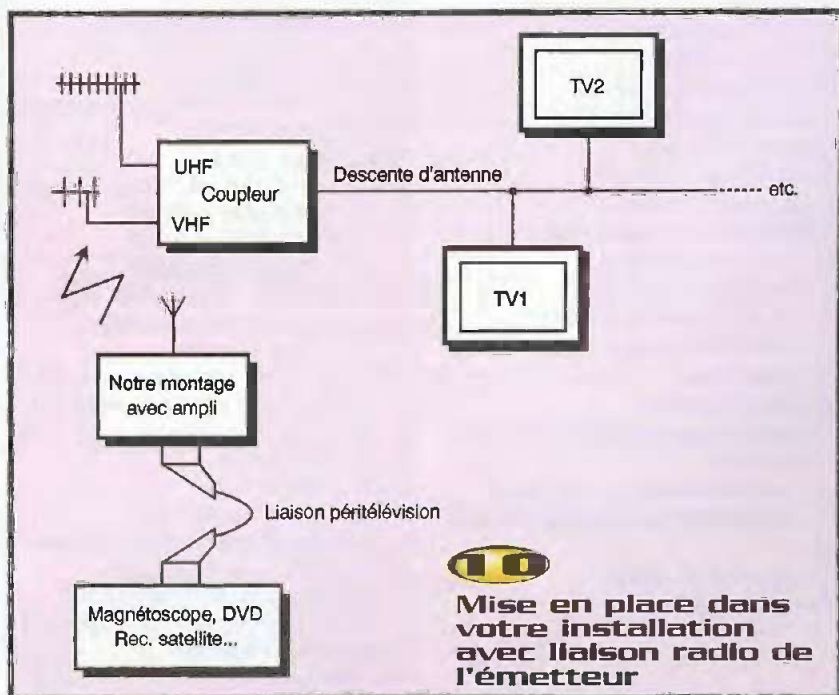 UHF
Coupleur
VHF
Descente d'antenne
TV2
etc.
TV1
Notre montage
avec ampli
Liaison péritélévision
Magnétoscope, DVD
Rec. satellite...
10
Mise en place dans
votre installation
avec liaison radio de
l'émetteur